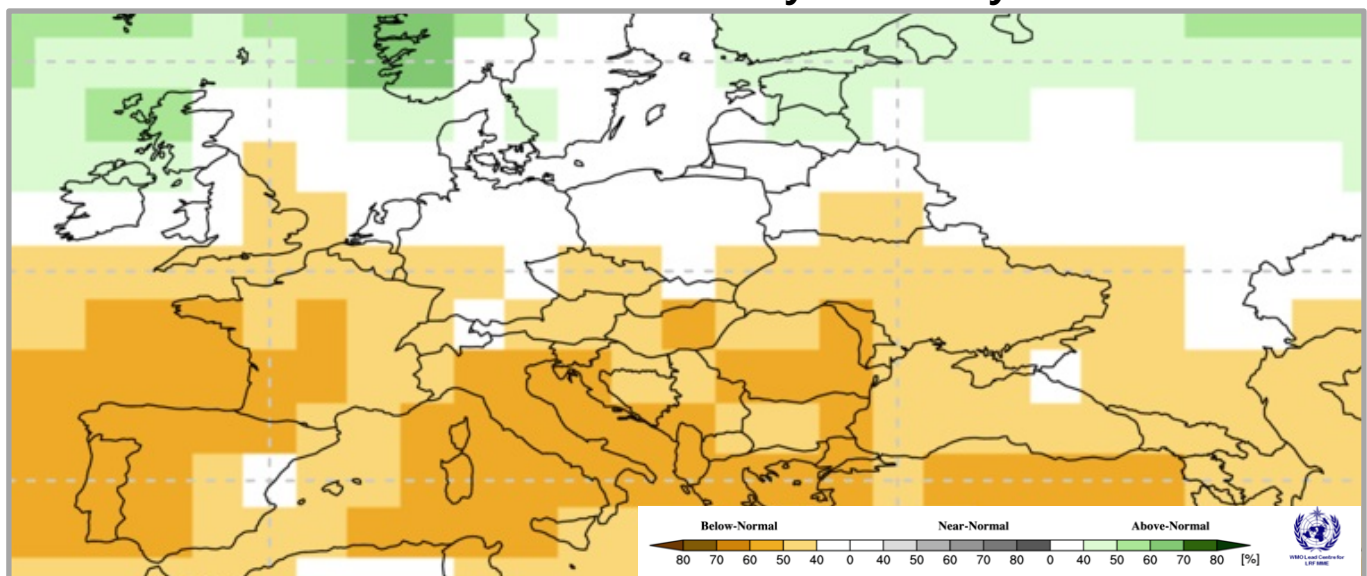 Below-Normal Near-Normal Above-Normal
80 70 60 50 40 0 40 50 60 70 80 0 40 50 60 70 80 [%]
WMO Lead Centre for
LRF MME